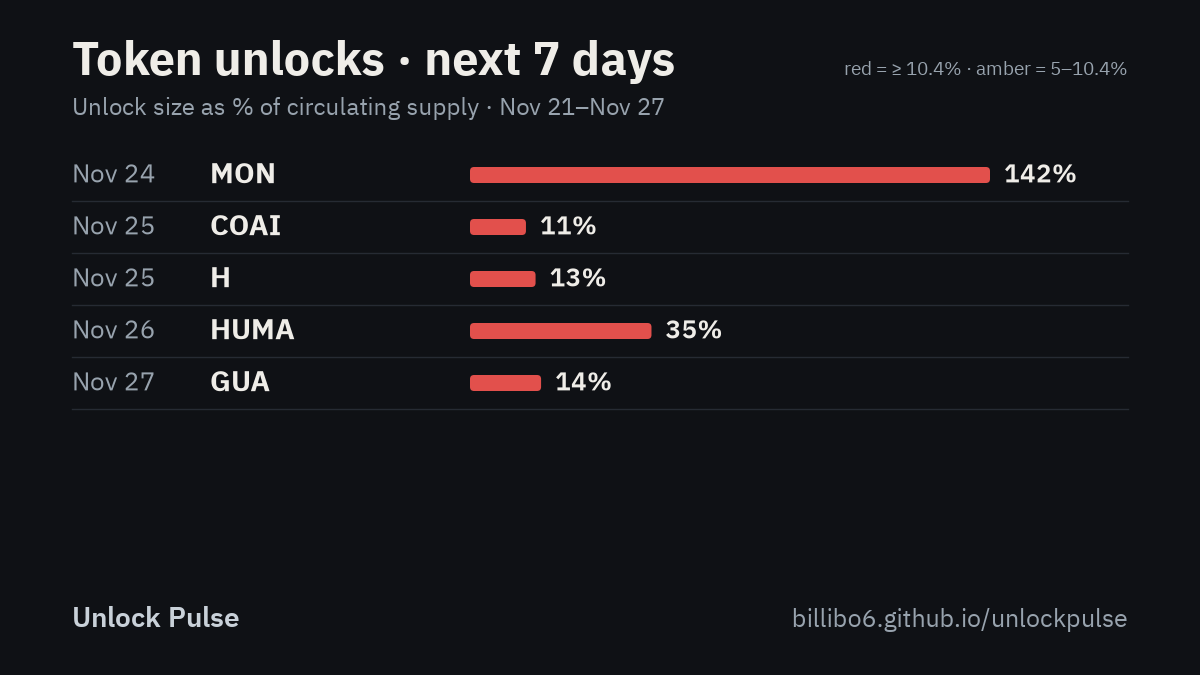 Token unlocks · next 7 days
red = ≥ 10.4% · amber = 5–10.4%
Unlock size as % of circulating supply · Nov 21–Nov 27
Nov 24 MON 142%
Nov 25 COAI 11%
Nov 25 H 13%
Nov 26 HUMA 35%
Nov 27 GUA 14%
Unlock Pulse
billibo6.github.io/unlockpulse